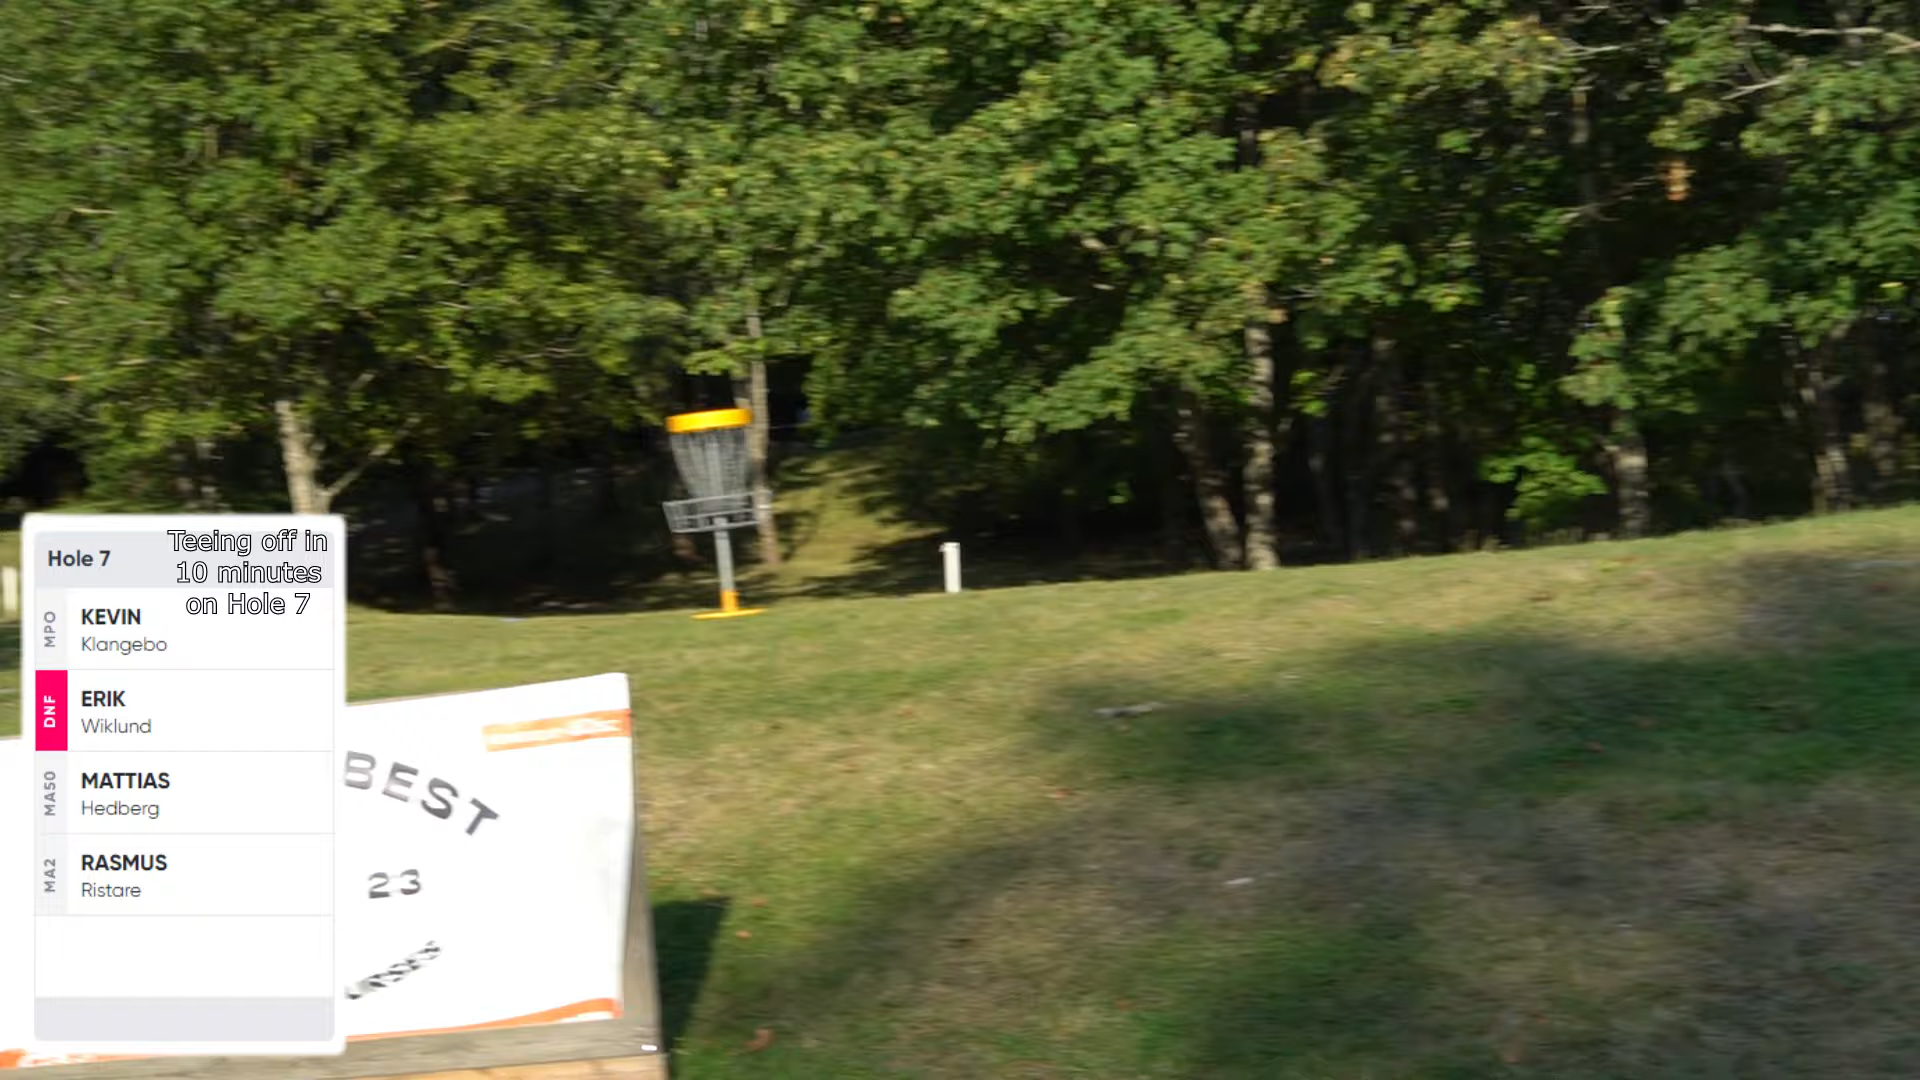 Hole 7
Teeing off in
10 minutes
on Hole 7
MPO
KEVIN
Klangebo
DNF
ERIK
Wiklund
MA50
MATTIAS
Hedberg
MA2
RASMUS
Ristare
BEST
23